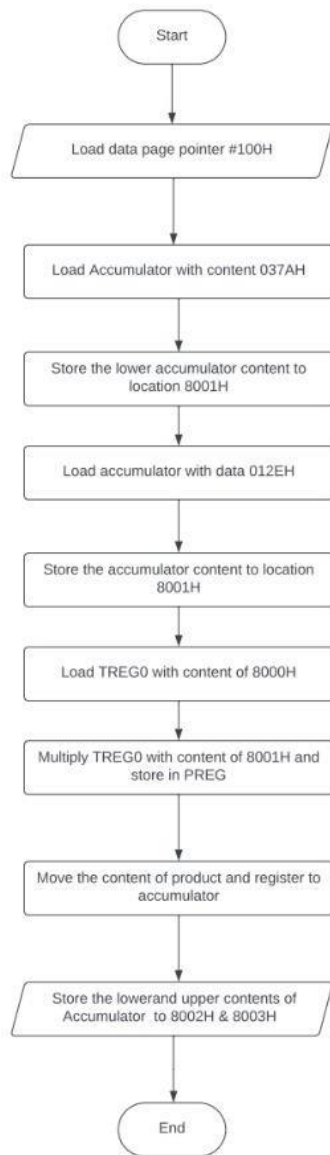 Start
Load data page pointer #100H
Load Accumulator with content 037AH
Store the lower accumulator content to
location 8001H
Load accumulator with data 012EH
Store the accumulator content to location
8001H
Load TREG0 with content of 8000H
Multiply TREG0 with content of 8001H and
store in PREG
Move the content of product and register to
accumulator
Store the lowerand upper contents of
Accumulator to 8002H & 8003H
End